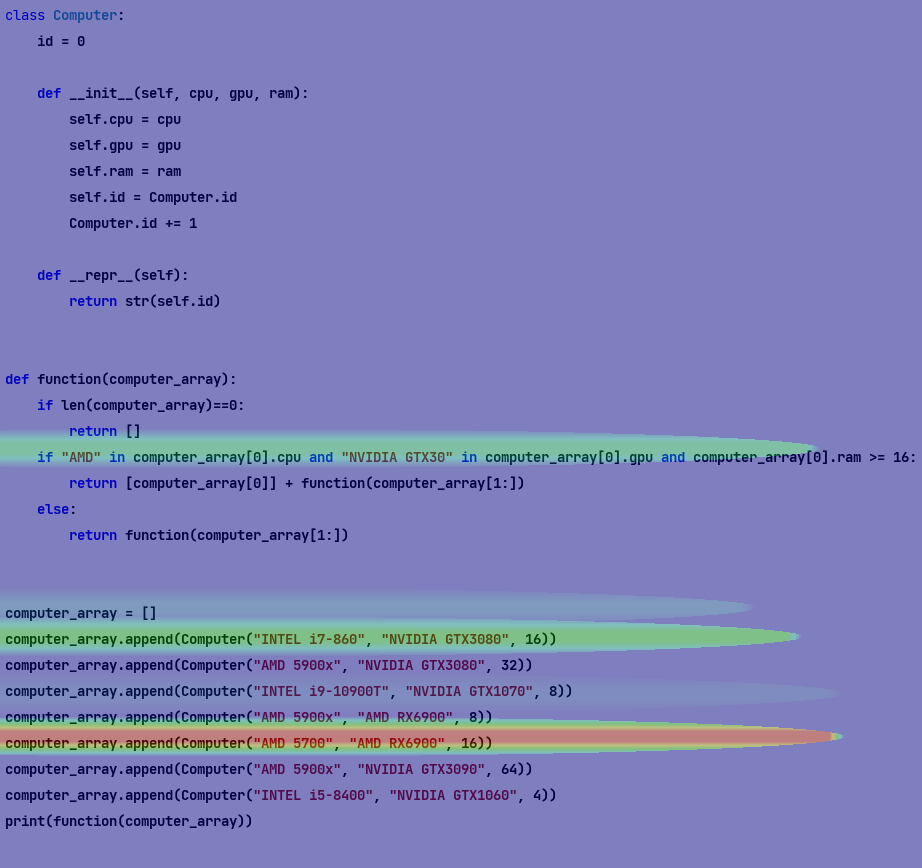 class Computer:
    id = 0

    def __init__(self, cpu, gpu, ram):
        self.cpu = cpu
        self.gpu = gpu
        self.ram = ram
        self.id = Computer.id
        Computer.id += 1

    def __repr__(self):
        return str(self.id)


def function(computer_array):
    if len(computer_array)==0:
        return []
    if "AMD" in computer_array[0].cpu and "NVIDIA GTX30" in computer_array[0].gpu and computer_array[0].ram >= 16:
        return [computer_array[0]] + function(computer_array[1:])
    else:
        return function(computer_array[1:])


computer_array = []
computer_array.append(Computer("INTEL i7-860", "NVIDIA GTX3080", 16))
computer_array.append(Computer("AMD 5900x", "NVIDIA GTX3080", 32))
computer_array.append(Computer("INTEL i9-10900T", "NVIDIA GTX1070", 8))
computer_array.append(Computer("AMD 5900x", "AMD RX6900", 8))
computer_array.append(Computer("AMD 5700", "AMD RX6900", 16))
computer_array.append(Computer("AMD 5900x", "NVIDIA GTX3090", 64))
computer_array.append(Computer("INTEL i5-8400", "NVIDIA GTX1060", 4))
print(function(computer_array))